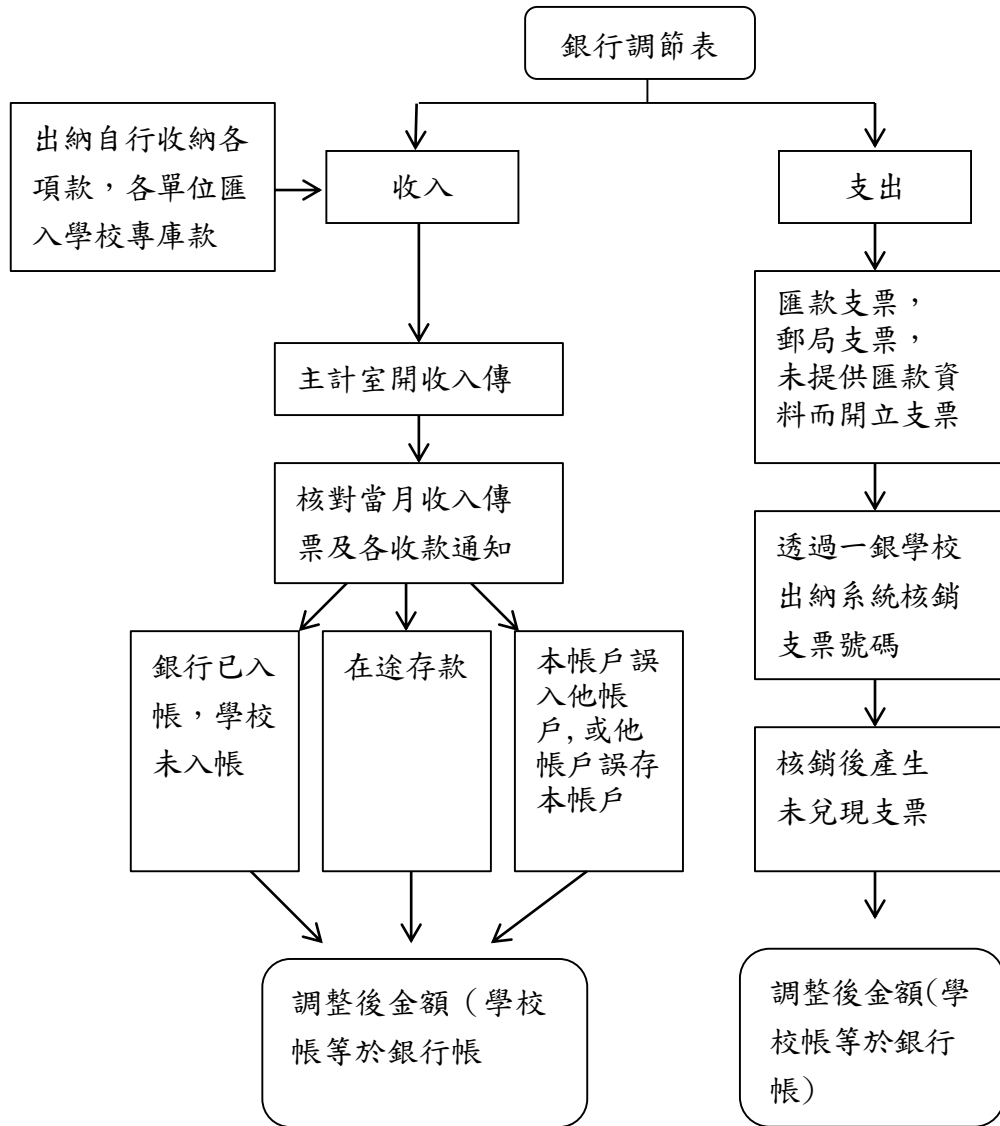 銀行調節表
出納自行收納各
項款，各單位匯
入學校專庫款
收入
支出
匯款支票，
郵局支票，
未提供匯款資
料而開立支票
主計室開收入傳
核對當月收入傳
票及各收款通知
透過一銀學校
出納系統核銷
支票號碼
銀行已入
帳，學校
未入帳
在途存款
本帳戶誤
入他帳
戶,或他
帳戶誤存
本帳戶
核銷後產生
未兌現支票
調整後金額（學校
帳等於銀行帳
調整後金額(學
校帳等於銀行
帳)